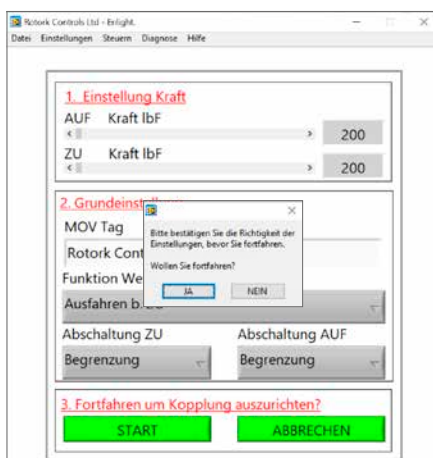 Rotork Controls Ltd - Enlight.
Datei Einstellungen Steuern Diagnose Hilfe
1. Einstellung Kraft
AUF Kraft lbF
200
ZU Kraft lbF
200
2. Grundeinst
MOV Tag
Rotork Cont
Funktion We
Ausfahren b. ZU
Bitte bestätigen Sie die Richtigkeit der
Einstellungen, bevor Sie fortfahren.
Wollen Sie fortfahren?
JA NEIN
Abschaltung ZU Abschaltung AUF
Begrenzung Begrenzung
3. Fortfahren um Kopplung auszurichten?
START ABBRECHEN